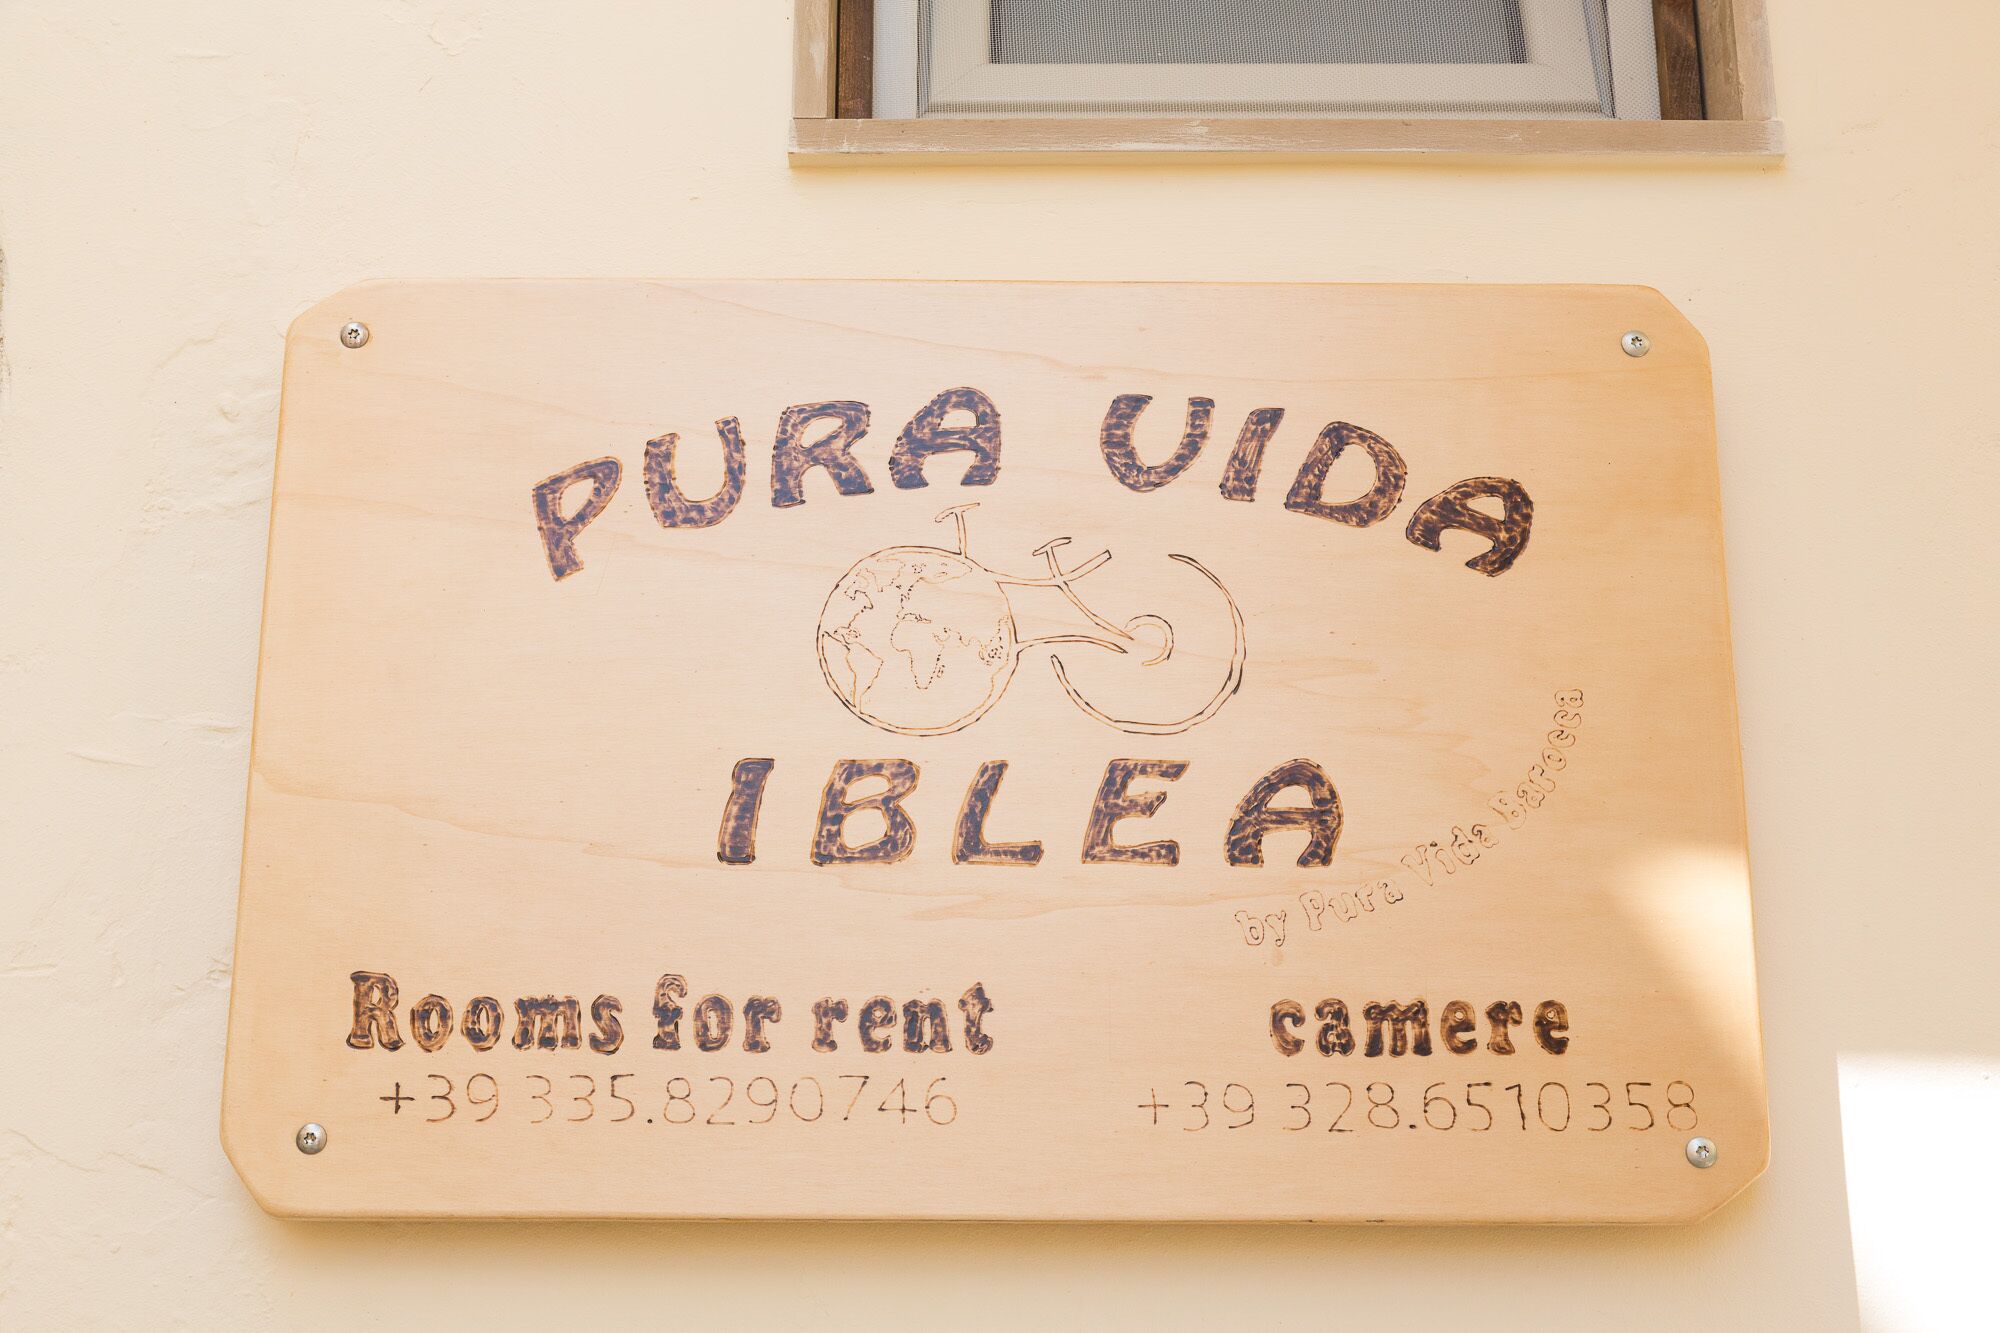 PURA VIDA
IBLEA
by Pura Vida Barocca
Rooms for rent
+39 335.8290746
camere
+39 328.6510358